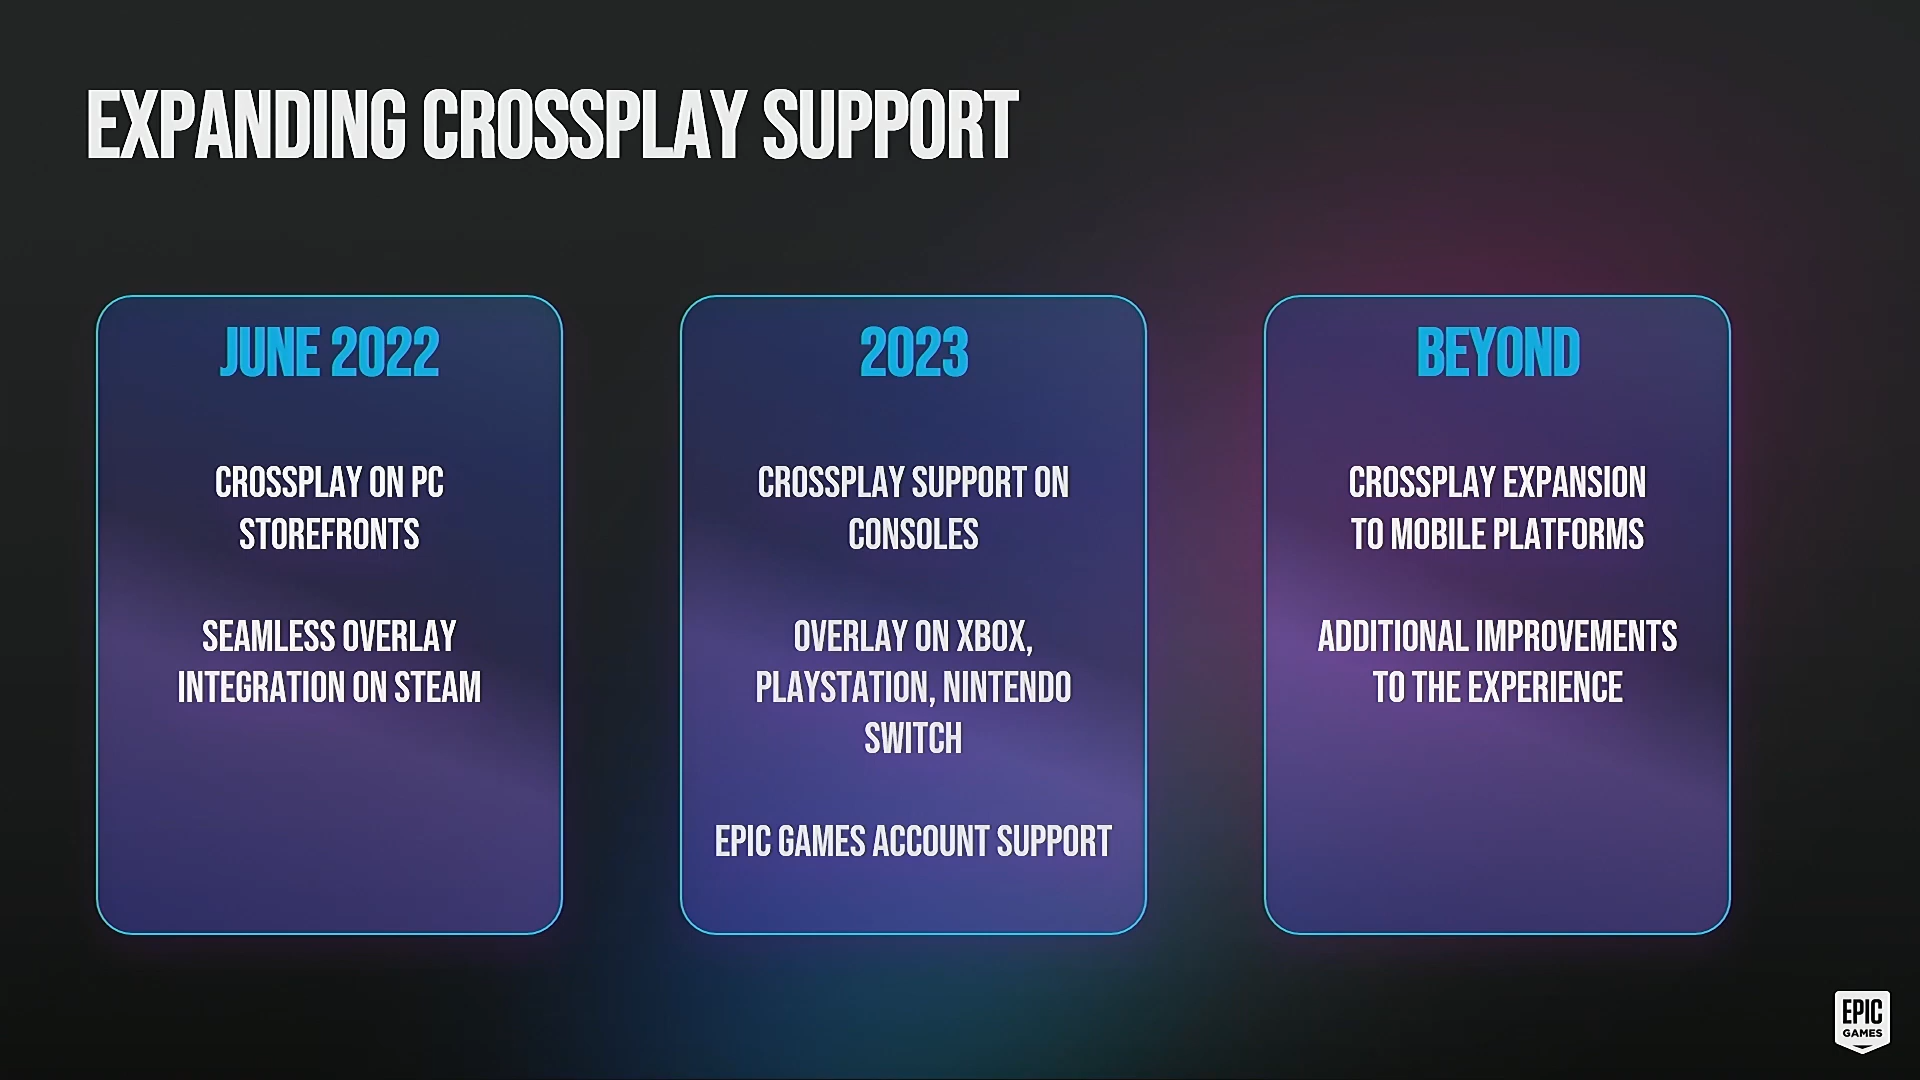 EXPANDING CROSSPLAY SUPPORT
JUNE 2022
CROSSPLAY ON PC
STOREFRONTS
SEAMLESS OVERLAY
INTEGRATION ON STEAM
2023
CROSSPLAY SUPPORT ON
CONSOLES
OVERLAY ON XBOX,
PLAYSTATION, NINTENDO
SWITCH
EPIC GAMES ACCOUNT SUPPORT
BEYOND
CROSSPLAY EXPANSION
TO MOBILE PLATFORMS
ADDITIONAL IMPROVEMENTS
TO THE EXPERIENCE
EPIC
GAMES